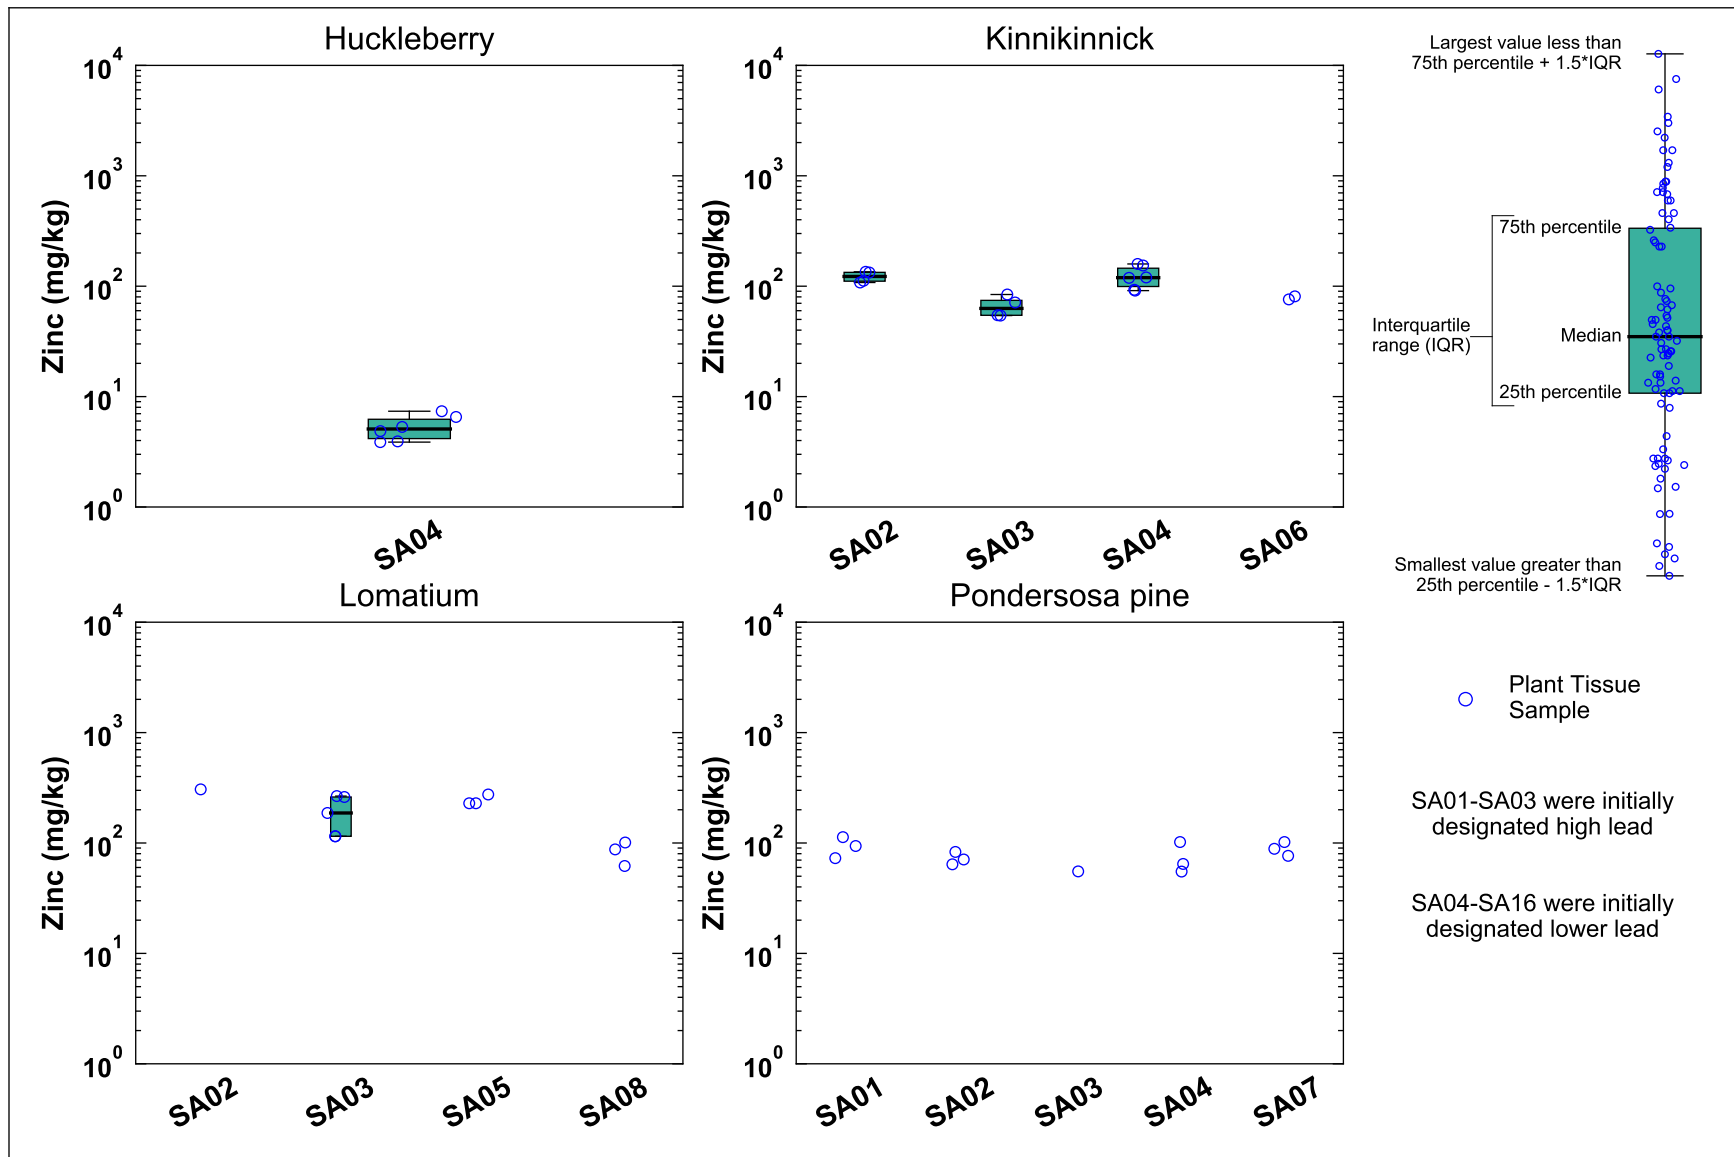 Huckleberry
10^4
10^3
10^2
10^1
10^0
Zinc (mg/kg)
SA04
Kinnikinnick
10^4
10^3
10^2
10^1
10^0
SA02
SA03
SA04
SA06
Zinc (mg/kg)
Largest value less than
75th percentile + 1.5*IQR
75th percentile
Interquartile
range (IQR)
Median
25th percentile
Smallest value greater than
25th percentile - 1.5*IQR
Lomatium
10^4
10^3
10^2
10^1
10^0
Zinc (mg/kg)
SA02
SA03
SA05
SA08
Pondersosa pine
10^4
10^3
10^2
10^1
10^0
Zinc (mg/kg)
SA01
SA02
SA03
SA04
SA07
Plant Tissue
Sample
SA01-SA03 were initially
designated high lead
SA04-SA16 were initially
designated lower lead